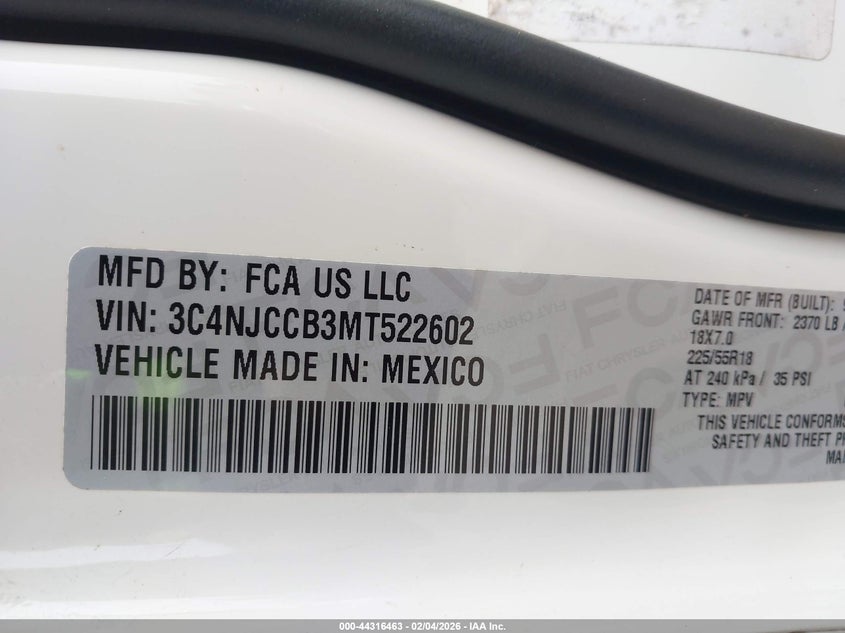 MFD BY: FCA US LLC
VIN: 3C4NJCCB3MT522602
VEHICLE MADE IN: MEXICO
DATE OF MFR (BUILT):
GAWR FRONT: 2370 LB
18X7.0
225/55R18
AT 240 kPa / 35 PSI
TYPE: MPV
THIS VEHICLE CONFORMS
SAFETY AND THEFT
000-44316463 - 02/04/2026 - IAA Inc.